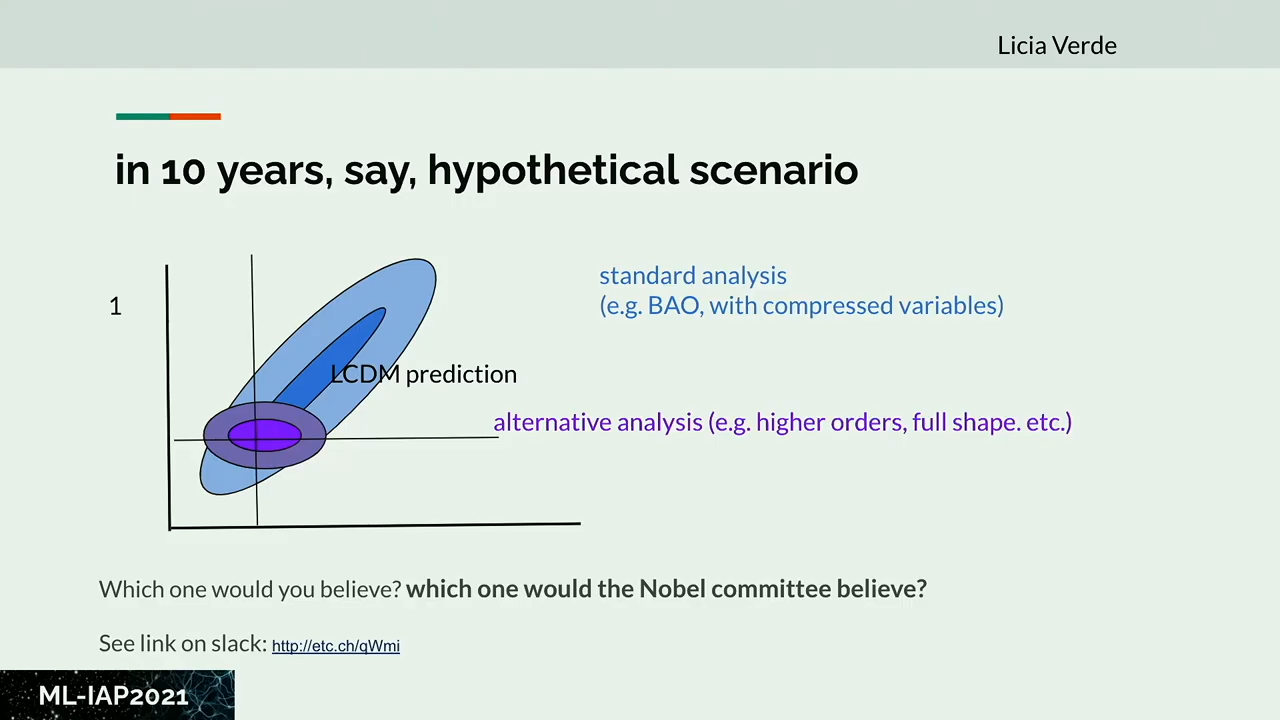 Licia Verde
in 10 years, say, hypothetical scenario
1
standard analysis
(e.g. BAO, with compressed variables)
LCDM prediction
alternative analysis (e.g. higher orders, full shape. etc.)
Which one would you believe? which one would the Nobel committee believe?
See link on slack: http://etc.ch/qWmi
ML-IAP2021